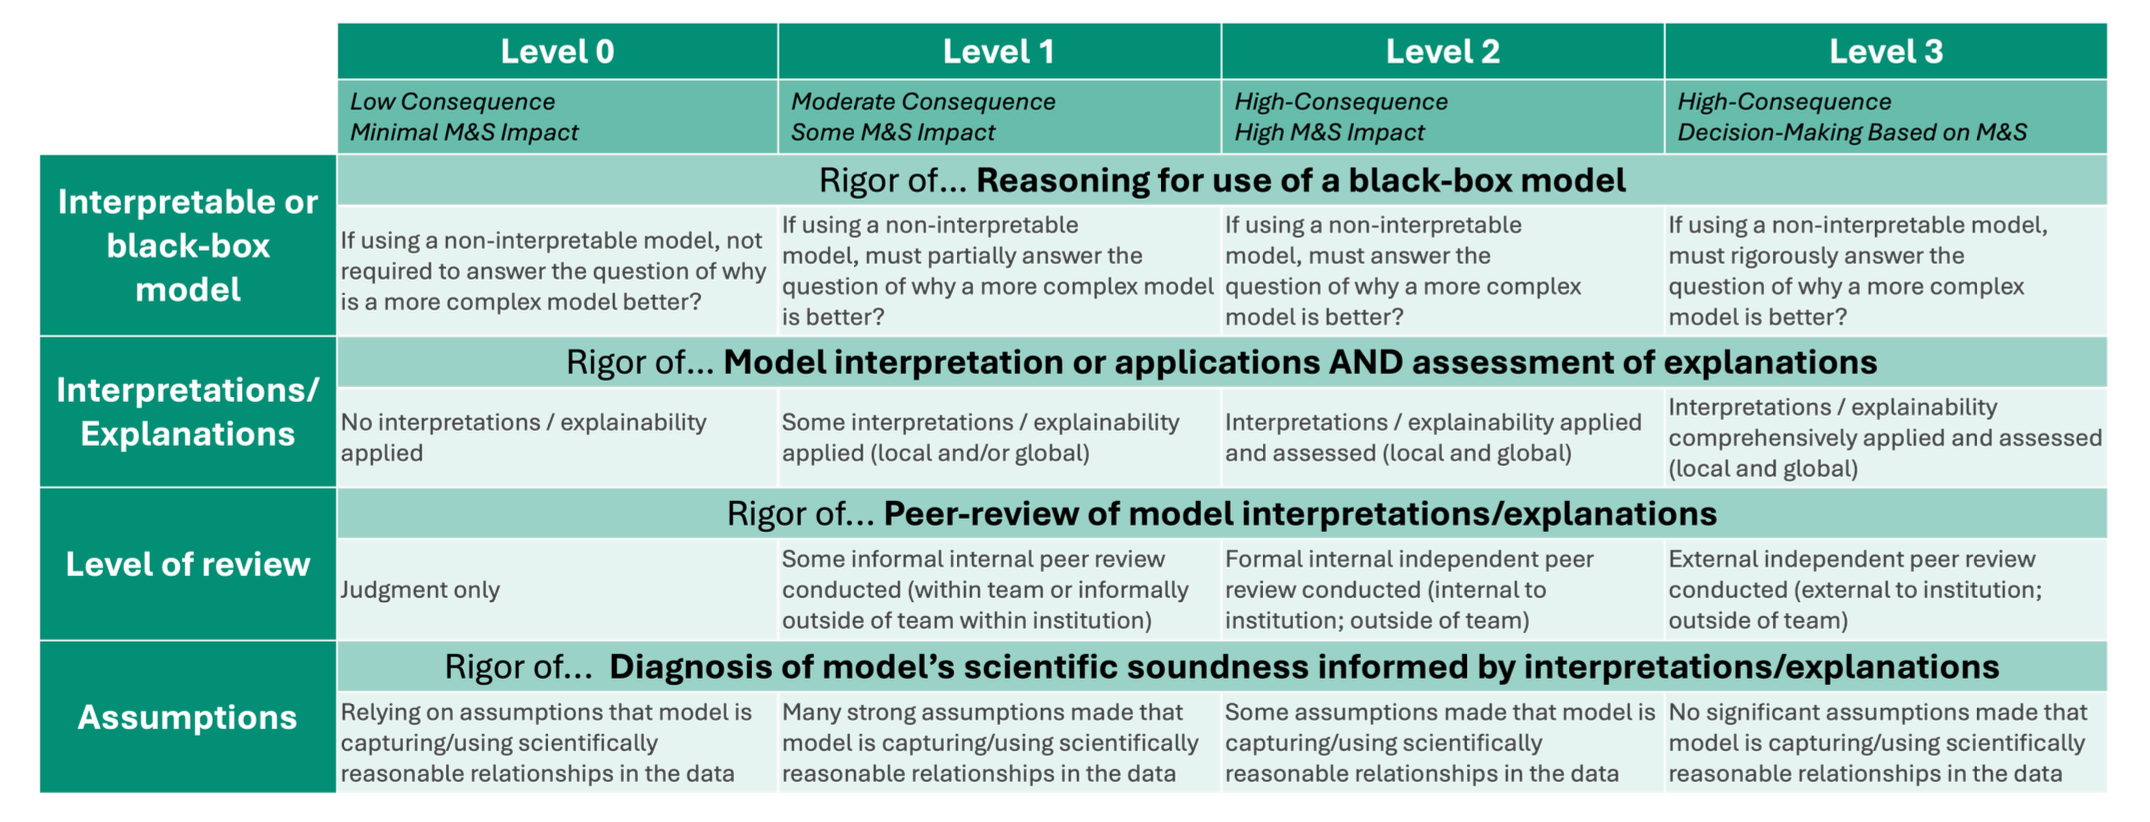 Level 0
Level 1
Level 2
Level 3
Low Consequence
Minimal M&S Impact
Moderate Consequence
Some M&S Impact
High-Consequence
High M&S Impact
High-Consequence
Decision-Making Based on M&S
Interpretable or
black-box
model
Rigor of... Reasoning for use of a black-box model
If using a non-interpretable model, not
required to answer the question of why
is a more complex model better?
If using a non-interpretable
model, must partially answer the
question of why a more complex model
is better?
If using a non-interpretable
model, must answer the
question of why a more complex
model is better?
If using a non-interpretable model,
must rigorously answer the
question of why a more complex
model is better?
Interpretations/
Explanations
Rigor of... Model interpretation or applications AND assessment of explanations
No interpretations / explainability
applied
Some interpretations / explainability
applied (local and/or global)
Interpretations / explainability applied
and assessed (local and global)
Interpretations / explainability
comprehensively applied and assessed
(local and global)
Level of review
Rigor of... Peer-review of model interpretations/explanations
Judgment only
Some informal internal peer review
conducted (within team or informally
outside of team within institution)
Formal internal independent peer
review conducted (internal to
institution; outside of team)
External independent peer review
conducted (external to institution;
outside of team)
Assumptions
Rigor of... Diagnosis of model's scientific soundness informed by interpretations/explanations
Relying on assumptions that model is
capturing/using scientifically
reasonable relationships in the data
Many strong assumptions made that
model is capturing/using scientifically
reasonable relationships in the data
Some assumptions made that model is
capturing/using scientifically
reasonable relationships in the data
No significant assumptions made that
model is capturing/using scientifically
reasonable relationships in the data